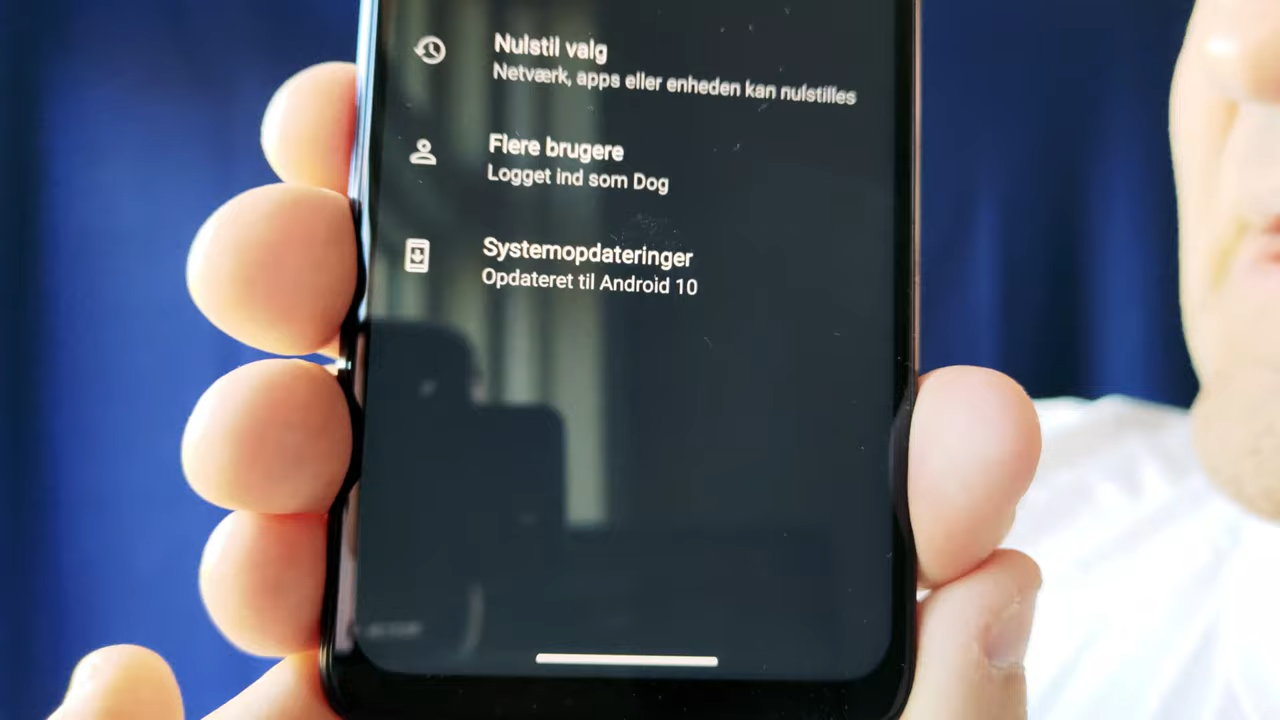 Nulstil valg
Netværk, apps eller enheden kan nulstilles
Flere brugere
Logget ind som Dog
Systemopdateringer
Opdateret til Android 10